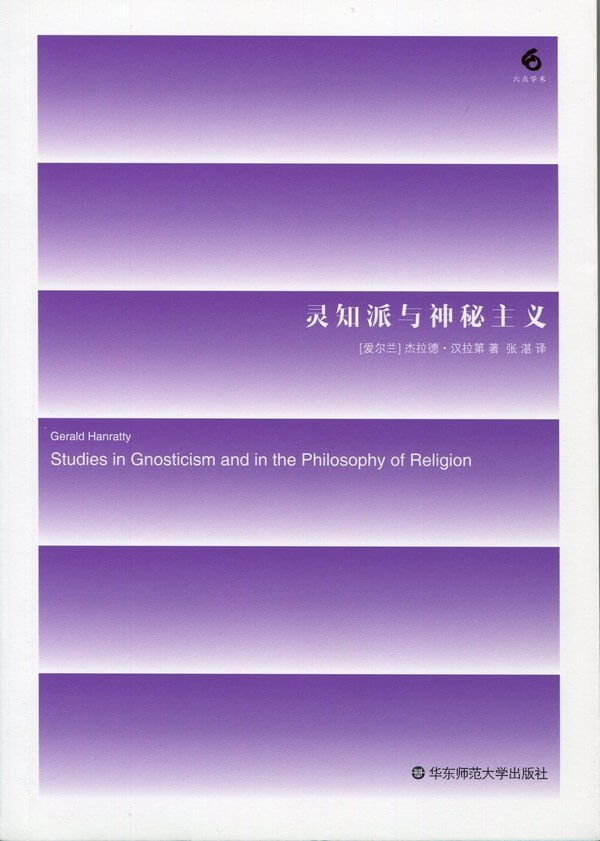 六点学术
灵知派与神秘主义
[爱尔兰] 杰拉德·汉拉第 著 张 湛 译
Gerald Hanratty
Studies in Gnosticism and in the Philosophy of Religion
华东师范大学出版社